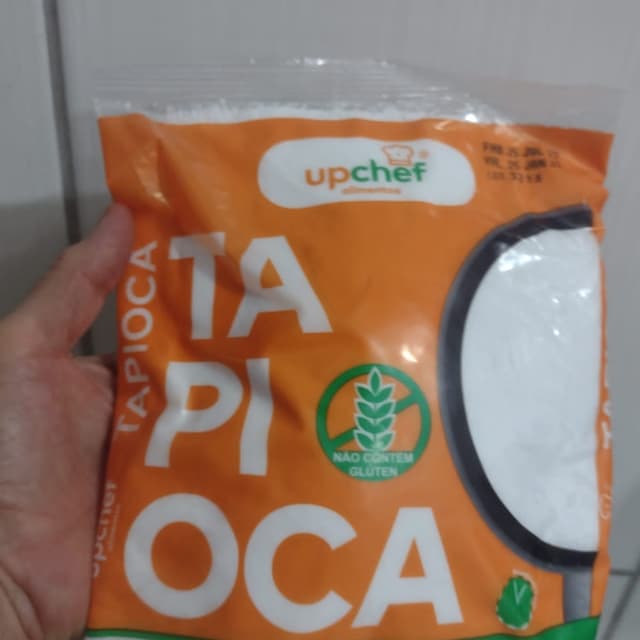 upchef®
alimentos
TA
PI
OCA
NÃO CONTÉM
GLÚTEN
TAPIOCA
upchef
V